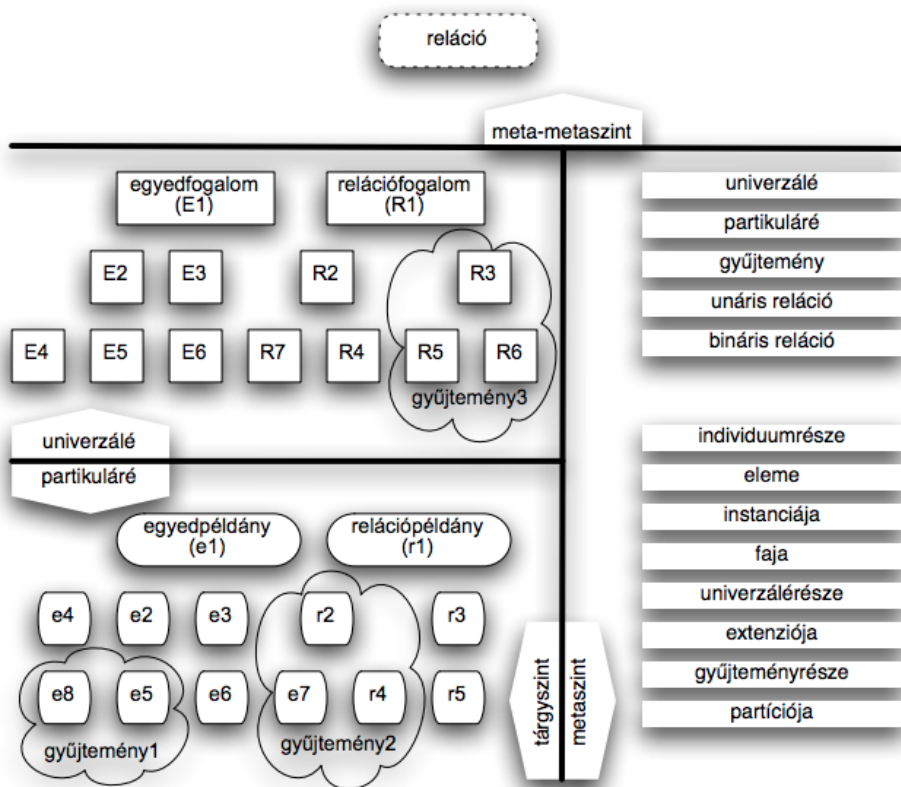 reláció
meta-metaszint
egyedfogalom
(E1)
relációfogalom
(R1)
E2
E3
R2
R3
E4
E5
E6
R7
R4
R5
R6
gyűjtemény3
univerzálé
partikuláré
egyedpéldány
(e1)
relációpéldány
(r1)
e4
e2
e3
r2
r3
e8
e5
e6
e7
r4
r5
gyűjtemény1
gyűjtemény2
tárgyszint
metaszint
univerzálé
partikuláré
gyűjtemény
unáris reláció
bináris reláció
individuumrésze
eleme
instanciája
faja
univerzálérésze
extenziója
gyűjteményrésze
partíciója